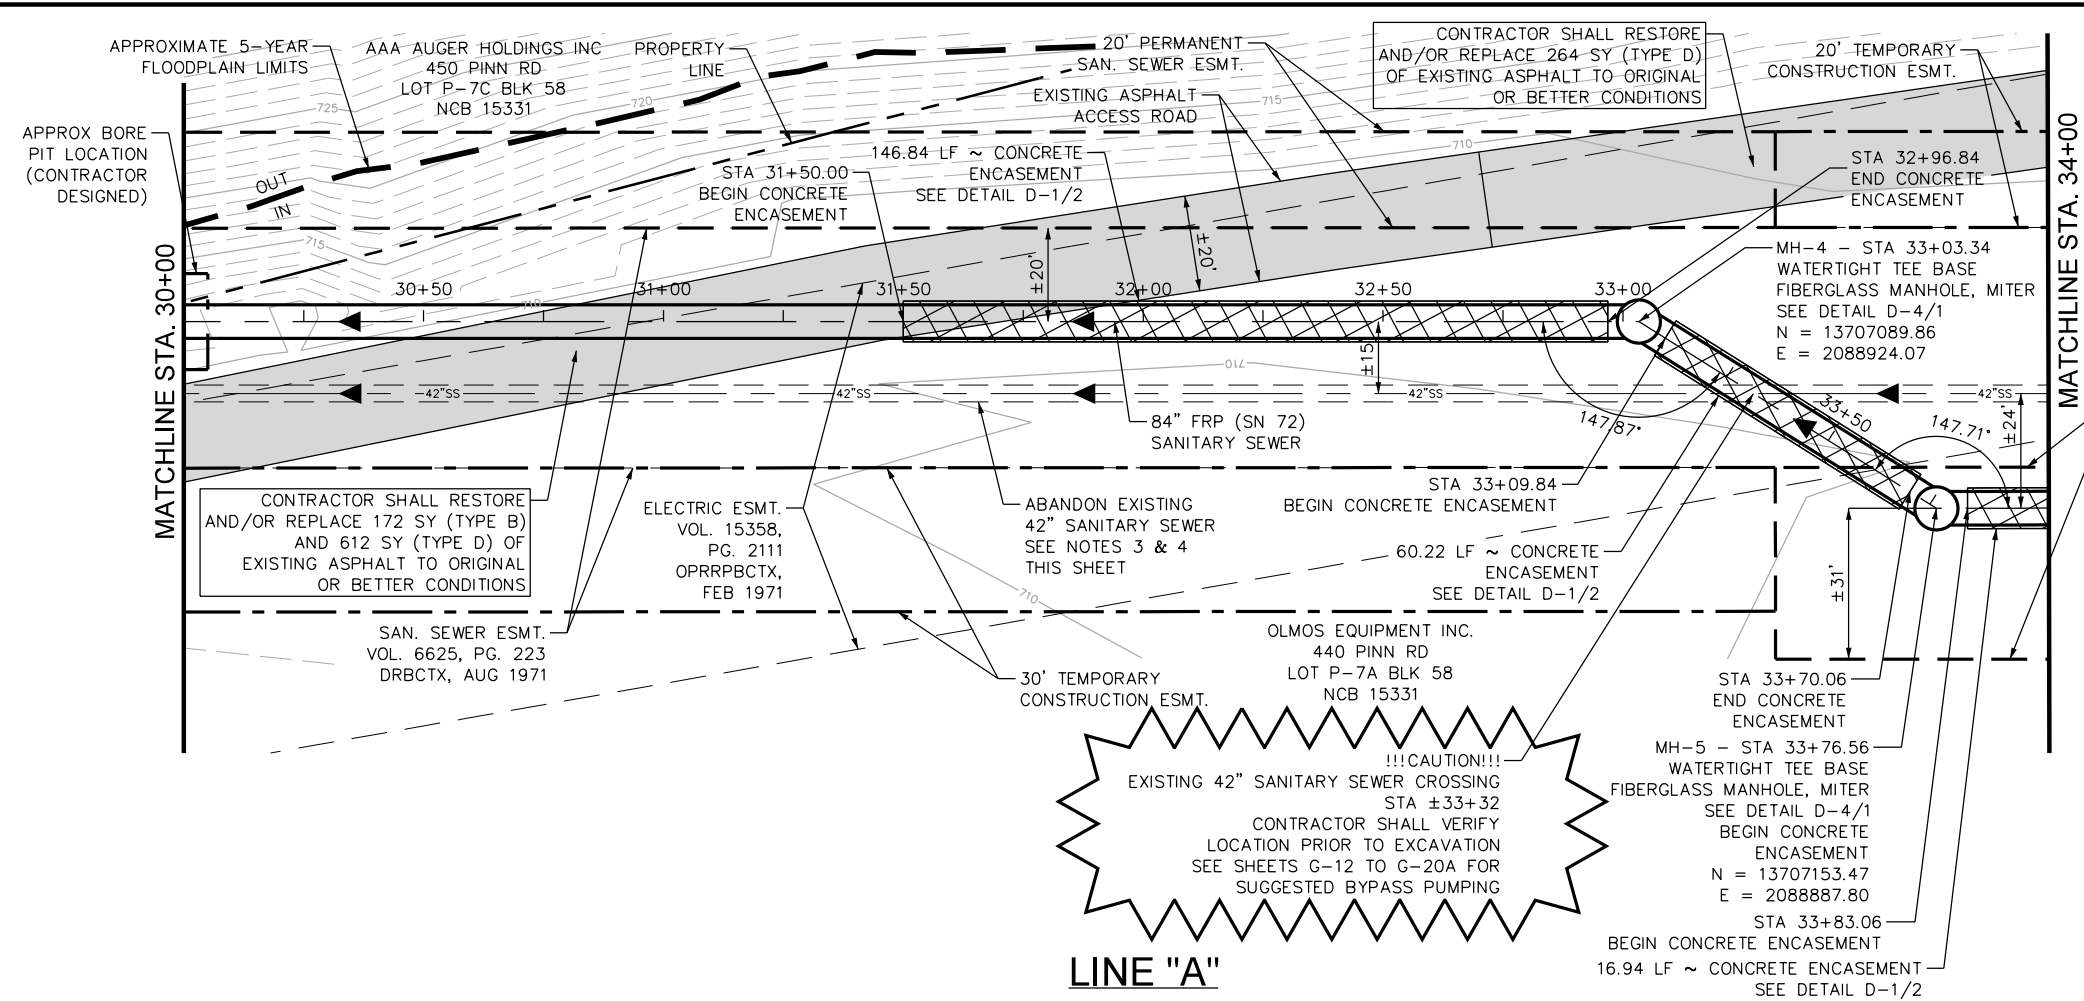 APPROXIMATE 5-YEAR
FLOODPLAIN LIMITS
AAA AUGER HOLDINGS INC
450 PINN RD
LOT P-7C BLK 58
NCB 15331
PROPERTY
LINE
20' PERMANENT
SAN. SEWER ESMT.
EXISTING ASPHALT
ACCESS ROAD
CONTRACTOR SHALL RESTORE
AND/OR REPLACE 264 SY (TYPE D)
OF EXISTING ASPHALT TO ORIGINAL
OR BETTER CONDITIONS
20' TEMPORARY
CONSTRUCTION ESMT.
725
720
715
710
APPROX BORE
PIT LOCATION
(CONTRACTOR
DESIGNED)
OUT
IN
715
STA 31+50.00
BEGIN CONCRETE
ENCASEMENT
146.84 LF ~ CONCRETE
ENCASEMENT
SEE DETAIL D-1/2
STA 32+96.84
END CONCRETE
ENCASEMENT
MH-4 - STA 33+03.34
WATERTIGHT TEE BASE
FIBERGLASS MANHOLE, MITER
SEE DETAIL D-4/1
N = 13707089.86
E = 2088924.07
MATCHLINE STA. 30+00
MATCHLINE STA. 34+00
30+50
31+00
31+50
32+00
32+50
33+00
33+50
710
±20'
±20'
±15'
±24'
±31'
710
42"SS
42"SS
42"SS
42"SS
147.87°
147.71°
84" FRP (SN 72)
SANITARY SEWER
CONTRACTOR SHALL RESTORE
AND/OR REPLACE 172 SY (TYPE B)
AND 612 SY (TYPE D) OF
EXISTING ASPHALT TO ORIGINAL
OR BETTER CONDITIONS
ELECTRIC ESMT.
VOL. 15358,
PG. 2111
OPRRPBCTX,
FEB 1971
ABANDON EXISTING
42" SANITARY SEWER
SEE NOTES 3 & 4
THIS SHEET
STA 33+09.84
BEGIN CONCRETE ENCASEMENT
60.22 LF ~ CONCRETE
ENCASEMENT
SEE DETAIL D-1/2
710
SAN. SEWER ESMT.
VOL. 6625, PG. 223
DRBCTX, AUG 1971
30' TEMPORARY
CONSTRUCTION ESMT.
OLMOS EQUIPMENT INC.
440 PINN RD
LOT P-7A BLK 58
NCB 15331
!!!CAUTION!!!
EXISTING 42" SANITARY SEWER CROSSING
STA ±33+32
CONTRACTOR SHALL VERIFY
LOCATION PRIOR TO EXCAVATION
SEE SHEETS G-12 TO G-20A FOR
SUGGESTED BYPASS PUMPING
STA 33+70.06
END CONCRETE
ENCASEMENT
MH-5 - STA 33+76.56
WATERTIGHT TEE BASE
FIBERGLASS MANHOLE, MITER
SEE DETAIL D-4/1
BEGIN CONCRETE
ENCASEMENT
N = 13707153.47
E = 2088887.80
STA 33+83.06
BEGIN CONCRETE ENCASEMENT
16.94 LF ~ CONCRETE ENCASEMENT
SEE DETAIL D-1/2
LINE "A"